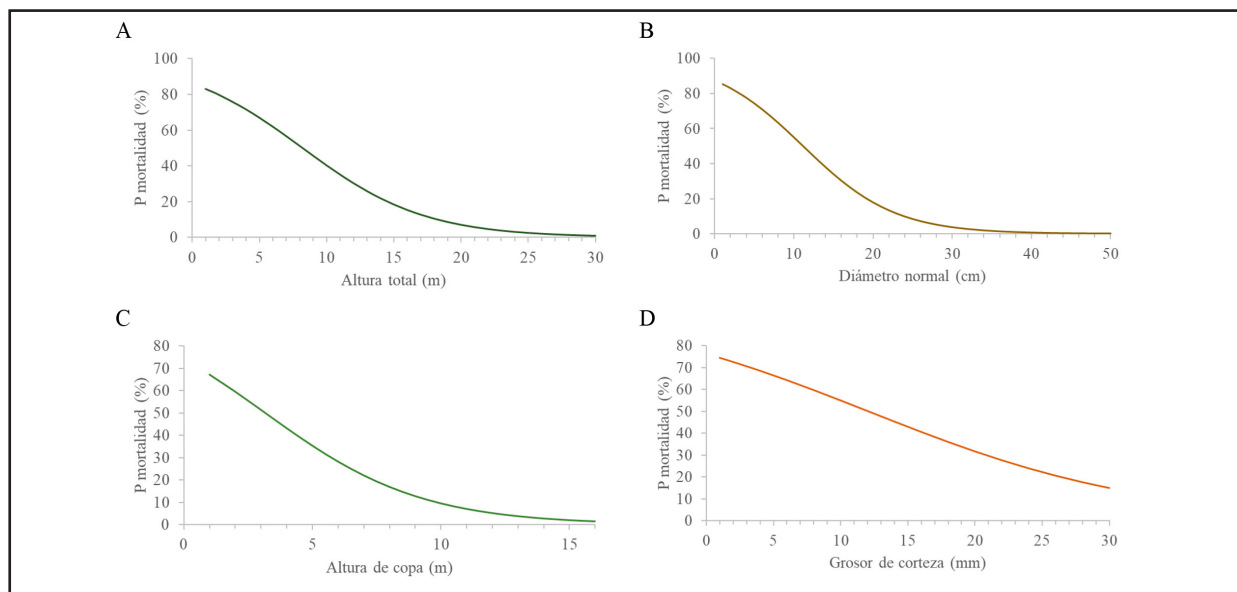 A
P mortalidad (%)
100
80
60
40
20
0
0 5 10 15 20 25 30
Altura total (m)
B
P mortalidad (%)
100
80
60
40
20
0
0 10 20 30 40 50
Diámetro normal (cm)
C
P mortalidad (%)
80
70
60
50
40
30
20
10
0
0 5 10 15
Altura de copa (m)
D
P mortalidad (%)
80
70
60
50
40
30
20
10
0
0 5 10 15 20 25 30
Grosor de corteza (mm)